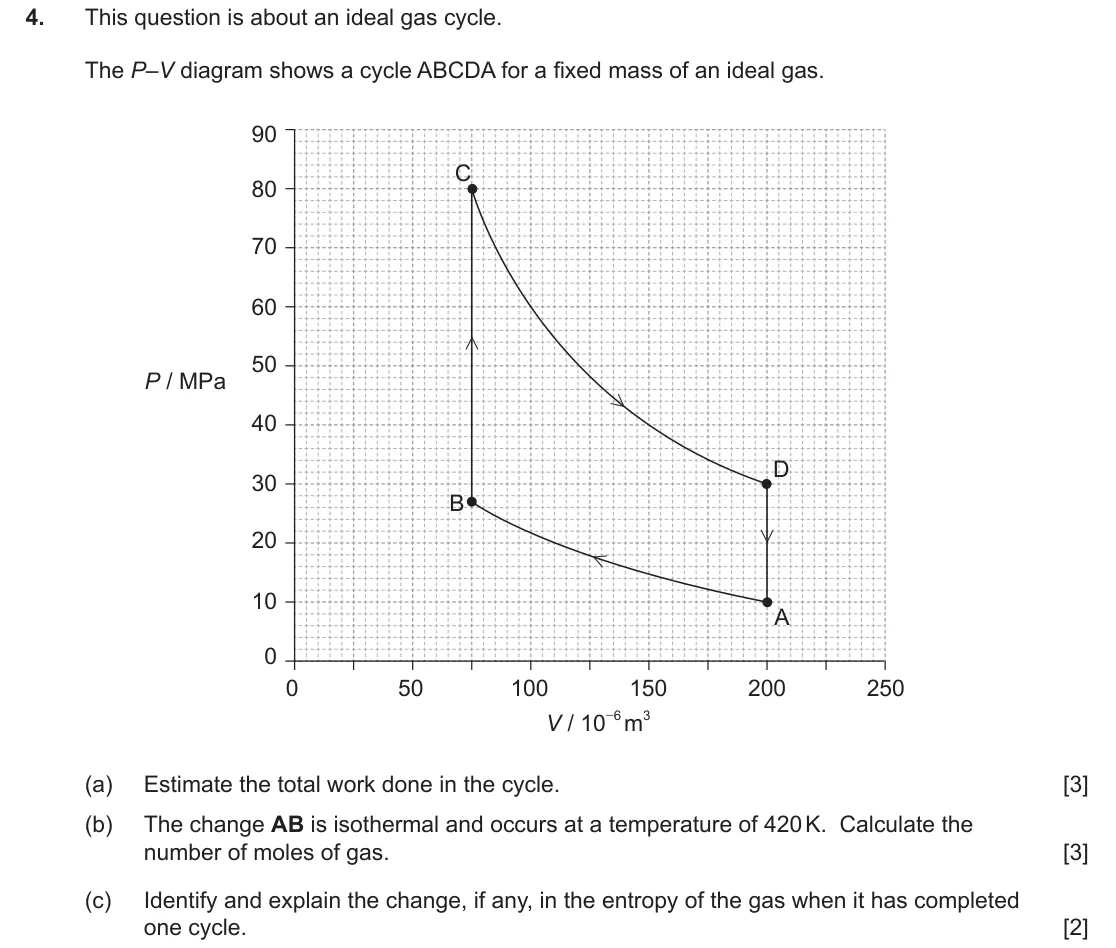 4. This question is about an ideal gas cycle.
The P–V diagram shows a cycle ABCDA for a fixed mass of an ideal gas.
90
C
80
70
60
50
P / MPa
40
D
30
B
20
10
A
0
0 50 100 150 200 250
V / 10⁻⁶ m³
(a) Estimate the total work done in the cycle. [3]
(b) The change AB is isothermal and occurs at a temperature of 420 K. Calculate the
number of moles of gas. [3]
(c) Identify and explain the change, if any, in the entropy of the gas when it has completed
one cycle. [2]